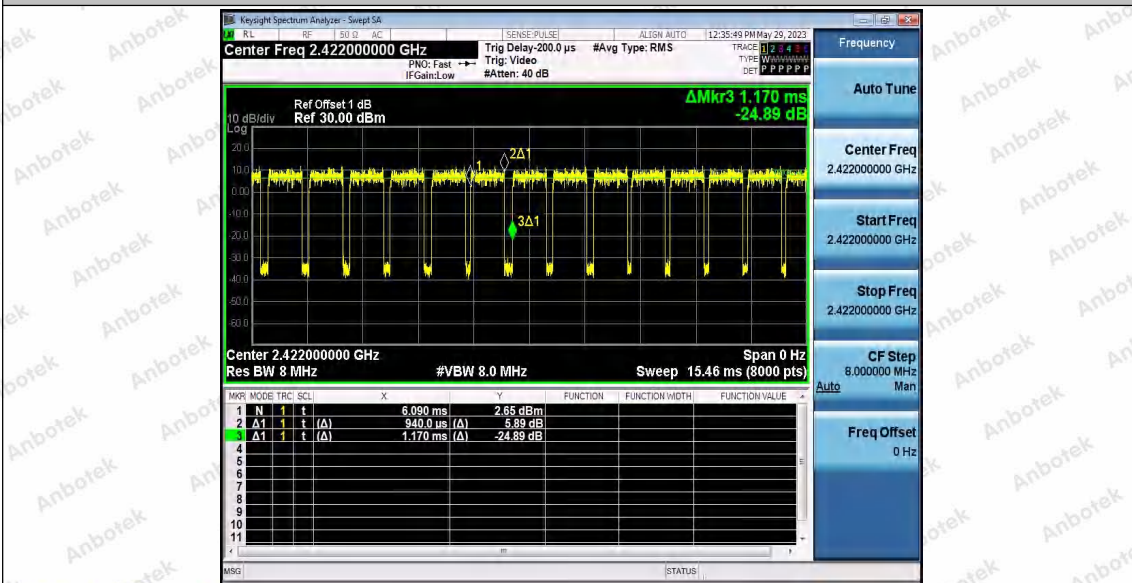 Keysight Spectrum Analyzer - Swept SA
RL RF 50 Ω AC SENSE:PULSE ALIGN AUTO 12:35:49 PM May 29, 2023
Center Freq 2.422000000 GHz
PNO: Fast
IFGain:Low
Trig Delay-200.0 µs
Trig: Video
#Atten: 40 dB
#Avg Type: RMS
TRACE 1 2 3 4 5 6
TYPE WWWWWW
DET P P P P P P
ΔMkr3 1.170 ms
-24.89 dB
Ref Offset 1 dB
10 dB/div Ref 30.00 dBm
Log
20.0
10.0
0.00
-10.0
-20.0
-30.0
-40.0
-50.0
-60.0
1
2Δ1
3Δ1
Center 2.422000000 GHz Span 0 Hz
Res BW 8 MHz #VBW 8.0 MHz Sweep 15.46 ms (8000 pts)
MKR MODE TRC SCL X Y FUNCTION FUNCTION WIDTH FUNCTION VALUE
1 N 1 t 6.090 ms 2.65 dBm
2 Δ1 1 t (Δ) 940.0 us (Δ) 5.89 dB
3 Δ1 1 t (Δ) 1.170 ms (Δ) -24.89 dB
4
5
6
7
8
9
10
11
MSG STATUS
Frequency
Auto Tune
Center Freq
2.422000000 GHz
Start Freq
2.422000000 GHz
Stop Freq
2.422000000 GHz
CF Step
8.000000 MHz
Auto Man
Freq Offset
0 Hz
Anbotek